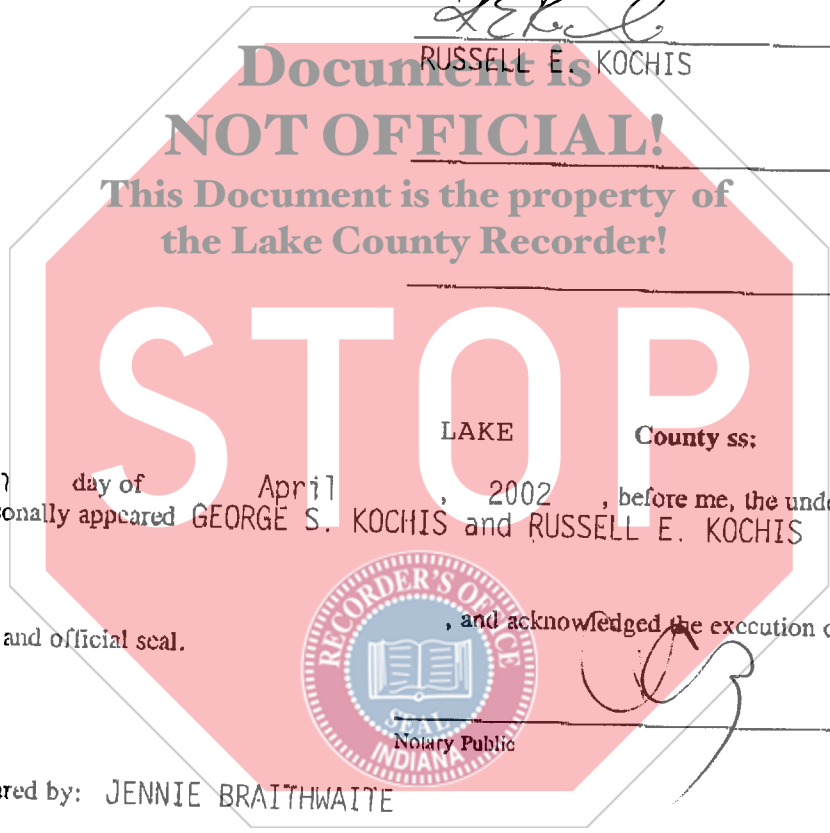 RUSSELL E. KOCHIS
Document is
NOT OFFICIAL!
This Document is the property of
the Lake County Recorder!
STOP
LAKE County ss:
day of April , 2002 , before me, the unde
onally appeared GEORGE S. KOCHIS and RUSSELL E. KOCHIS
, and acknowledged the execution o
and official seal.
RECORDER'S OFFICE
SEAL
INDIANA
Notary Public
ared by: JENNIE BRAITHWAITE